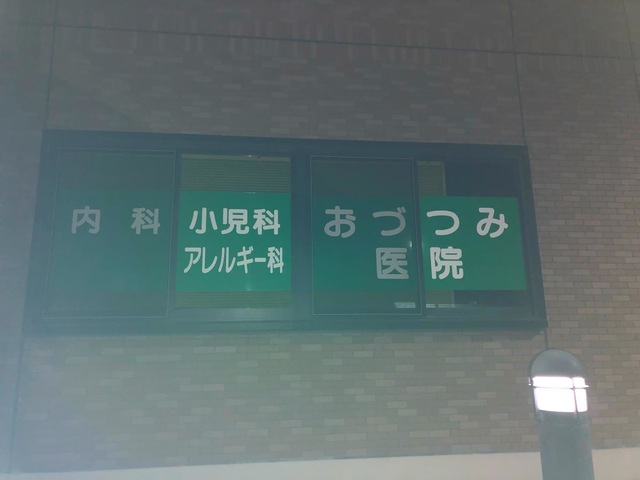 内科
小児科
アレルギー科
おづつみ
医院